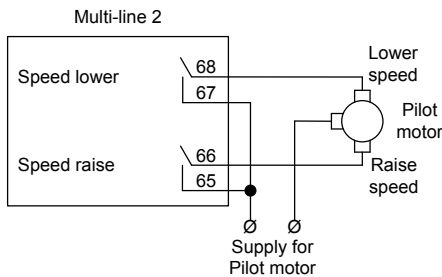 Multi-line 2
Speed lower
68
67
Speed raise
66
65
Lower
speed
Pilot
motor
Raise
speed
Supply for
Pilot motor